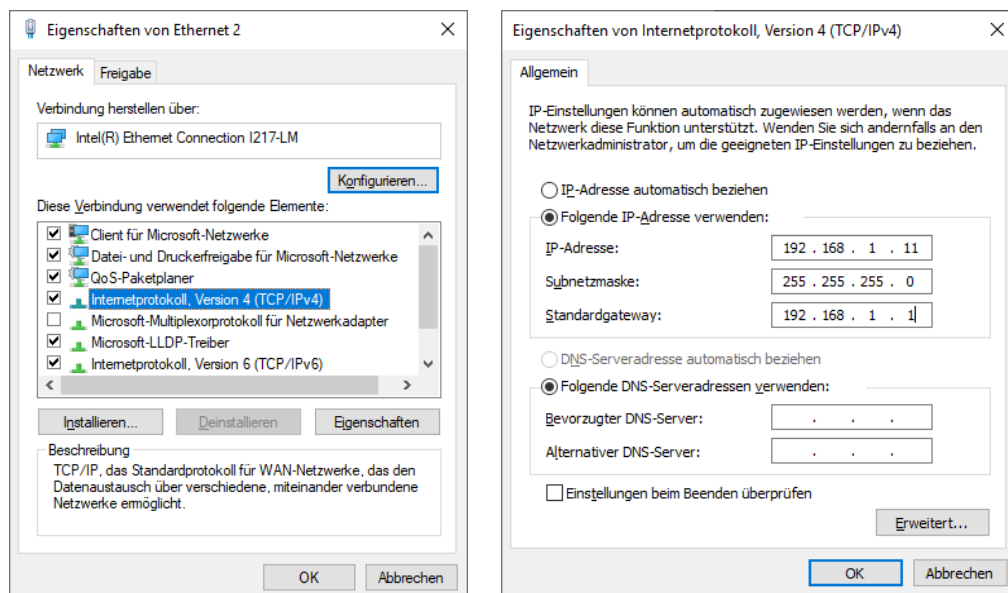 Eigenschaften von Ethernet 2
Netzwerk
Freigabe
Verbindung herstellen über:
Intel(R) Ethernet Connection I217-LM
Konfigurieren...
Diese Verbindung verwendet folgende Elemente:
Client für Microsoft-Netzwerke
Datei- und Druckerfreigabe für Microsoft-Netzwerke
QoS-Paketplaner
Internetprotokoll, Version 4 (TCP/IPv4)
Microsoft-Multiplexorprotokoll für Netzwerkadapter
Microsoft-LLDP-Treiber
Internetprotokoll, Version 6 (TCP/IPv6)
Installieren...
Deinstallieren
Eigenschaften
Beschreibung
TCP/IP, das Standardprotokoll für WAN-Netzwerke, das den
Datenaustausch über verschiedene, miteinander verbundene
Netzwerke ermöglicht.
OK
Abbrechen
Eigenschaften von Internetprotokoll, Version 4 (TCP/IPv4)
Allgemein
IP-Einstellungen können automatisch zugewiesen werden, wenn das
Netzwerk diese Funktion unterstützt. Wenden Sie sich andernfalls an den
Netzwerkadministrator, um die geeigneten IP-Einstellungen zu beziehen.
IP-Adresse automatisch beziehen
Folgende IP-Adresse verwenden:
IP-Adresse: 192 . 168 . 1 . 11
Subnetzmaske: 255 . 255 . 255 . 0
Standardgateway: 192 . 168 . 1 . 1
DNS-Serveradresse automatisch beziehen
Folgende DNS-Serveradressen verwenden:
Bevorzugter DNS-Server: . . .
Alternativer DNS-Server: . . .
Einstellungen beim Beenden überprüfen
Erweitert...
OK
Abbrechen